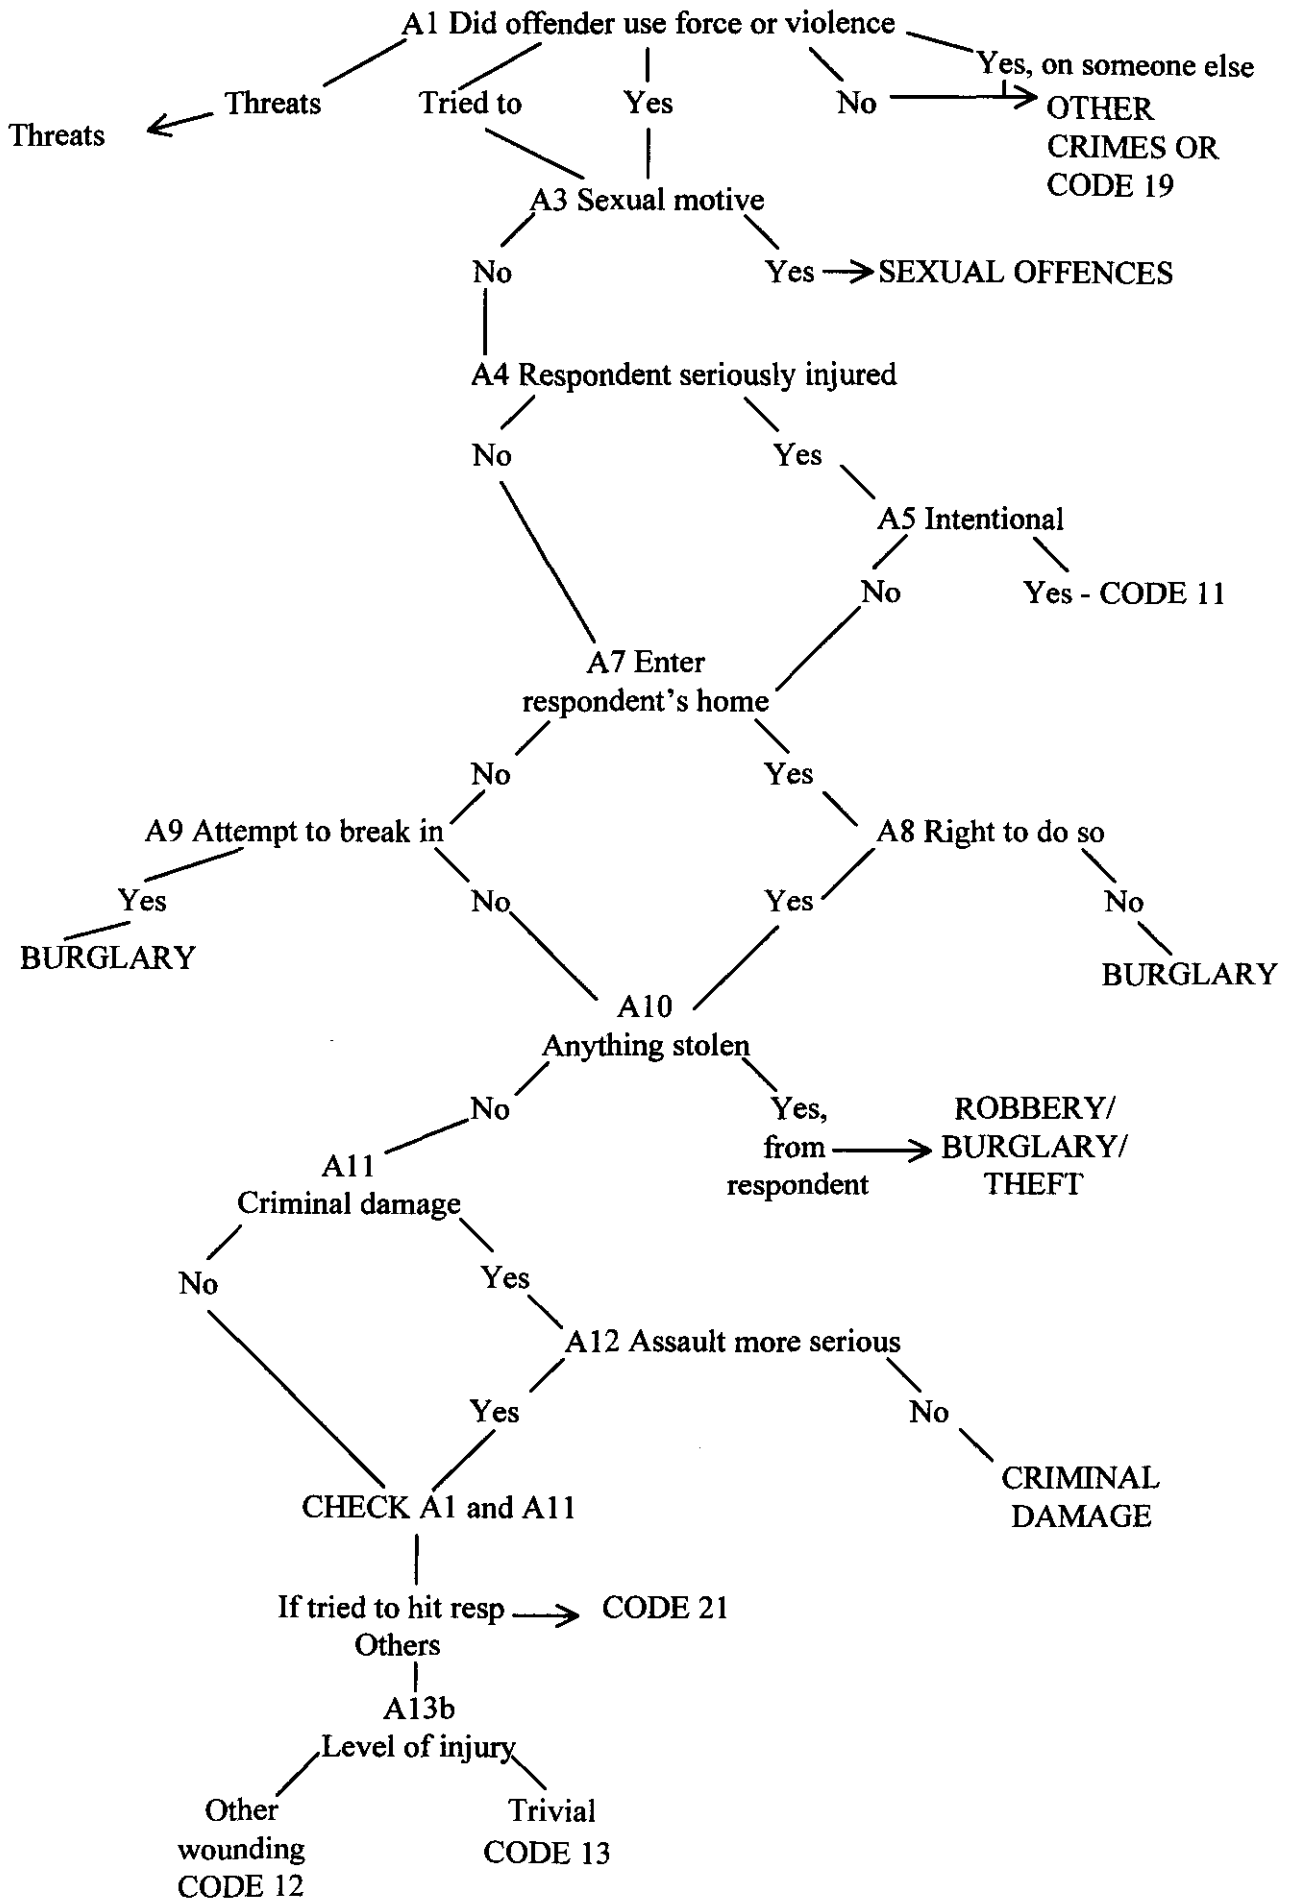 A1 Did offender use force or violence
Yes, on someone else
Threats
Tried to
Yes
No
OTHER
CRIMES OR
CODE 19
Threats
A3 Sexual motive
No
Yes
SEXUAL OFFENCES
A4 Respondent seriously injured
No
Yes
A5 Intentional
No
Yes - CODE 11
A7 Enter
respondent's home
No
Yes
A9 Attempt to break in
A8 Right to do so
Yes
No
Yes
No
BURGLARY
BURGLARY
A10
Anything stolen
No
Yes,
from
respondent
ROBBERY/
BURGLARY/
THEFT
A11
Criminal damage
No
Yes
A12 Assault more serious
Yes
No
CRIMINAL
DAMAGE
CHECK A1 and A11
If tried to hit resp
CODE 21
Others
A13b
Level of injury
Other
wounding
CODE 12
Trivial
CODE 13